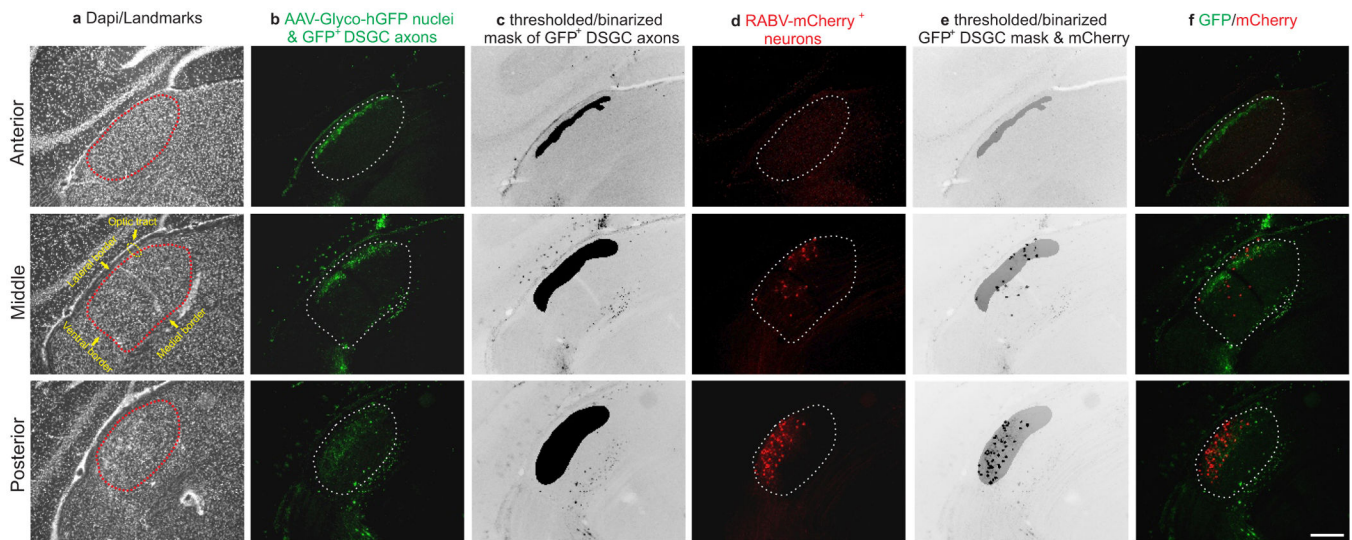 a Dapi/Landmarks
b AAV-Glyco-hGFP nuclei
& GFP⁺ DSGC axons
c thresholded/binarized
mask of GFP⁺ DSGC axons
d RABV-mCherry ⁺
neurons
e thresholded/binarized
GFP⁺ DSGC mask & mCherry
f GFP/mCherry
Anterior
Middle
Optic tract
Lateral border
Ventral border
Medial border
Posterior